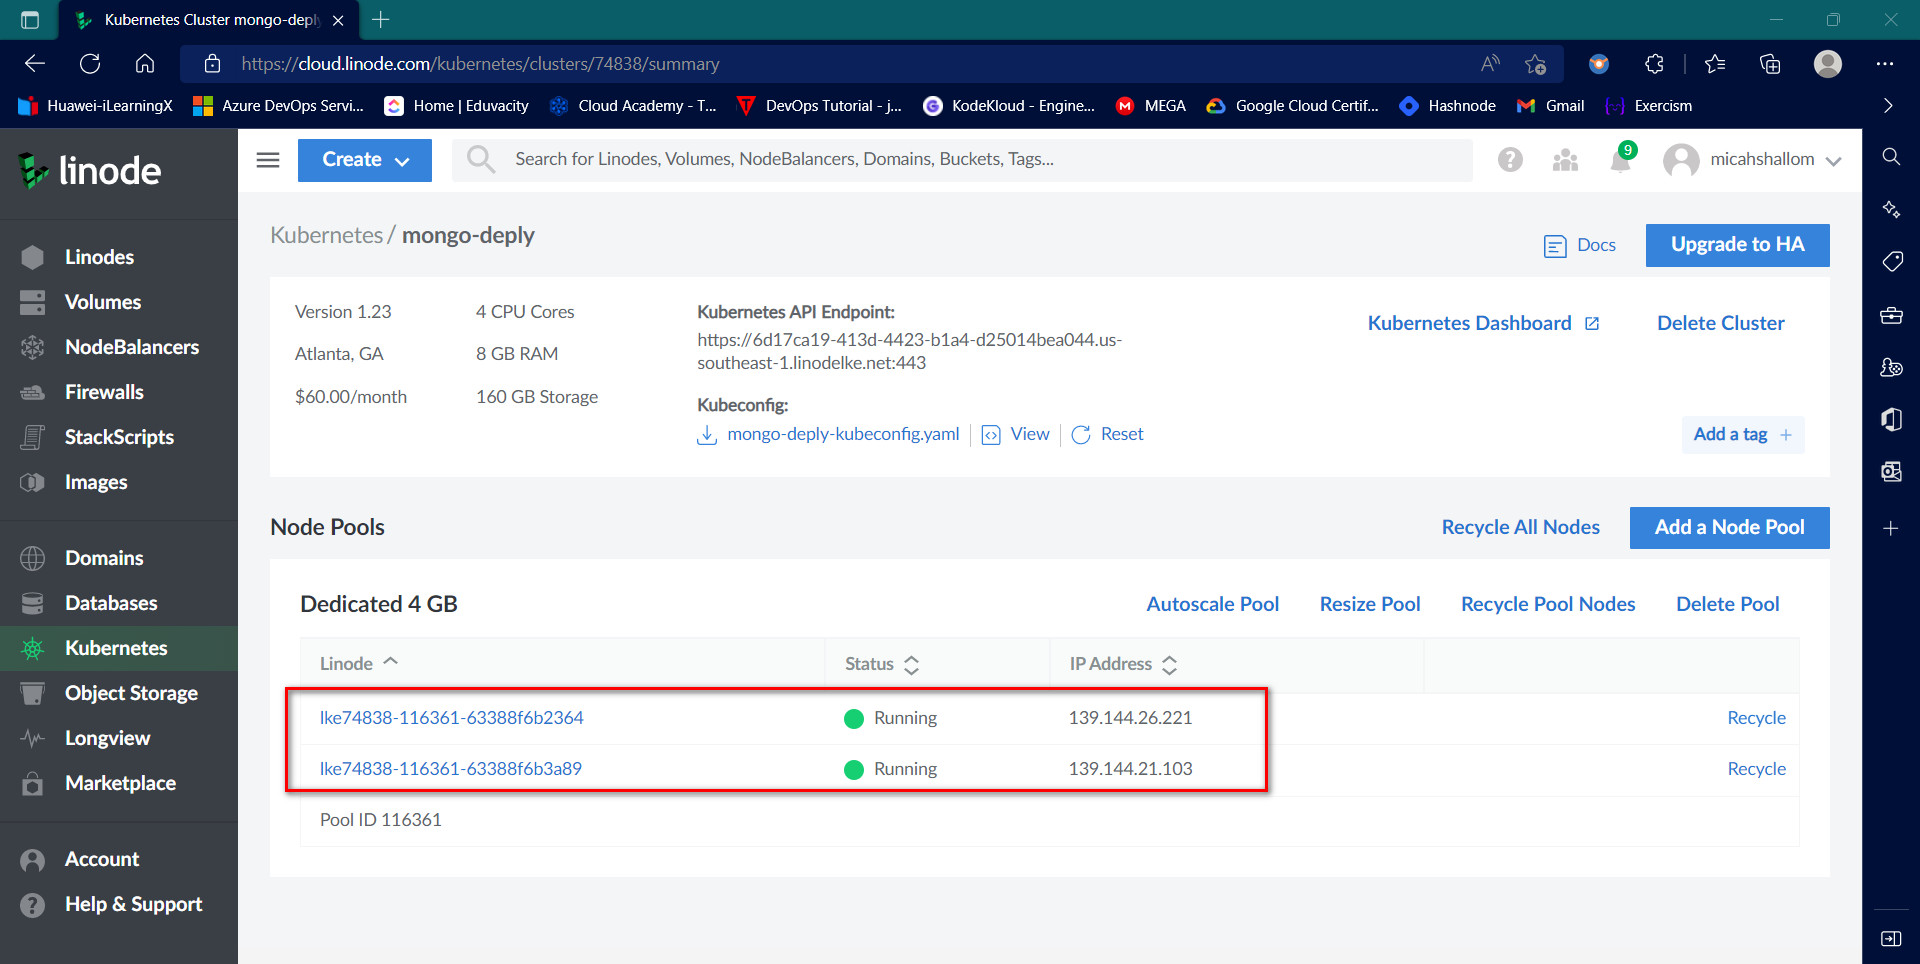 Kubernetes Cluster mongo-deply
https://cloud.linode.com/kubernetes/clusters/74838/summary
Huawei-iLearningX
Azure DevOps Servi...
Home | Eduvacity
Cloud Academy - T...
DevOps Tutorial - j...
KodeKloud - Engine...
MEGA
Google Cloud Certif...
Hashnode
Gmail
Exercism
linode
Create
Search for Linodes, Volumes, NodeBalancers, Domains, Buckets, Tags...
9
micahshallom
Linodes
Volumes
NodeBalancers
Firewalls
StackScripts
Images
Domains
Databases
Kubernetes
Object Storage
Longview
Marketplace
Account
Help & Support
Kubernetes / mongo-deply
Docs
Upgrade to HA
Version 1.23
Atlanta, GA
$60.00/month
4 CPU Cores
8 GB RAM
160 GB Storage
Kubernetes API Endpoint:
https://6d17ca19-413d-4423-b1a4-d25014bea044.us-
southeast-1.linodelke.net:443
Kubeconfig:
mongo-deply-kubeconfig.yaml
View
Reset
Kubernetes Dashboard
Delete Cluster
Add a tag +
Node Pools
Recycle All Nodes
Add a Node Pool
Dedicated 4 GB
Autoscale Pool
Resize Pool
Recycle Pool Nodes
Delete Pool
Linode Status IP Address
lke74838-116361-63388f6b2364 Running 139.144.26.221 Recycle
lke74838-116361-63388f6b3a89 Running 139.144.21.103 Recycle
Pool ID 116361